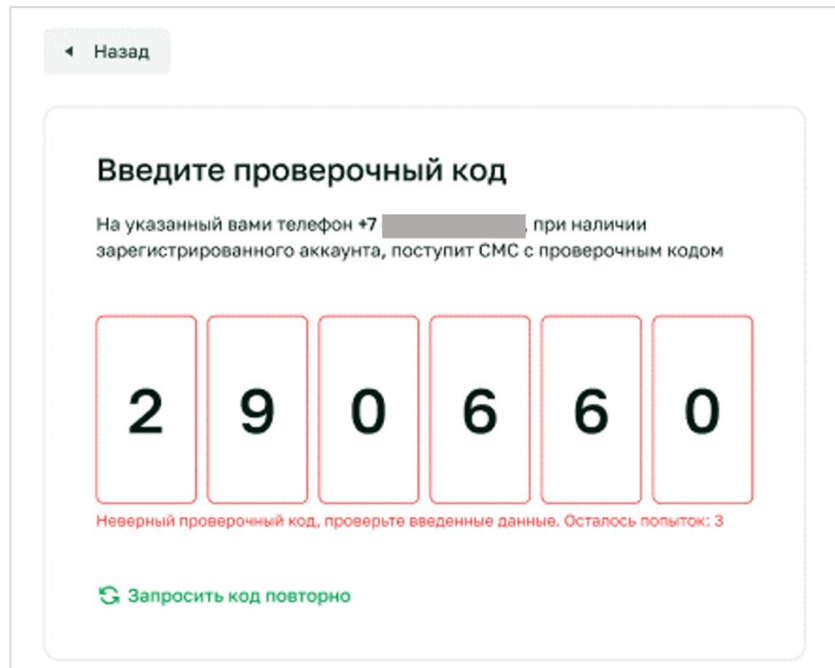 Назад
Введите проверочный код
На указанный вами телефон +7 , при наличии
зарегистрированного аккаунта, поступит СМС с проверочным кодом
2 9 0 6 6 0
Неверный проверочный код, проверьте введенные данные. Осталось попыток: 3
Запросить код повторно